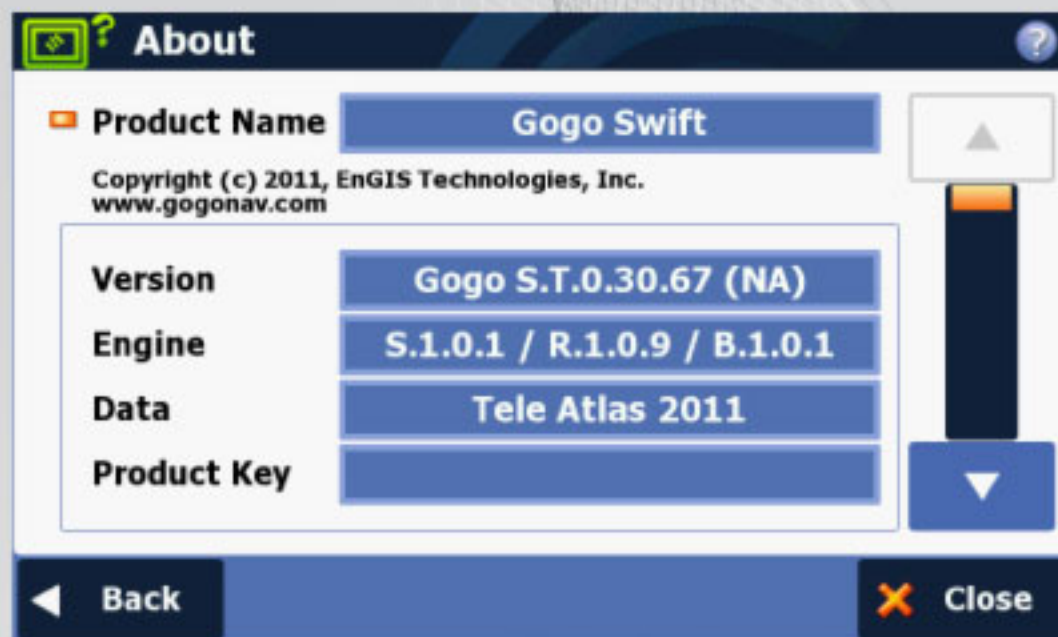 ? About ?
Product Name Gogo Swift
Copyright (c) 2011, EnGIS Technologies, Inc.
www.gogonav.com
Version Gogo S.T.0.30.67 (NA)
Engine S.1.0.1 / R.1.0.9 / B.1.0.1
Data Tele Atlas 2011
Product Key
Back Close